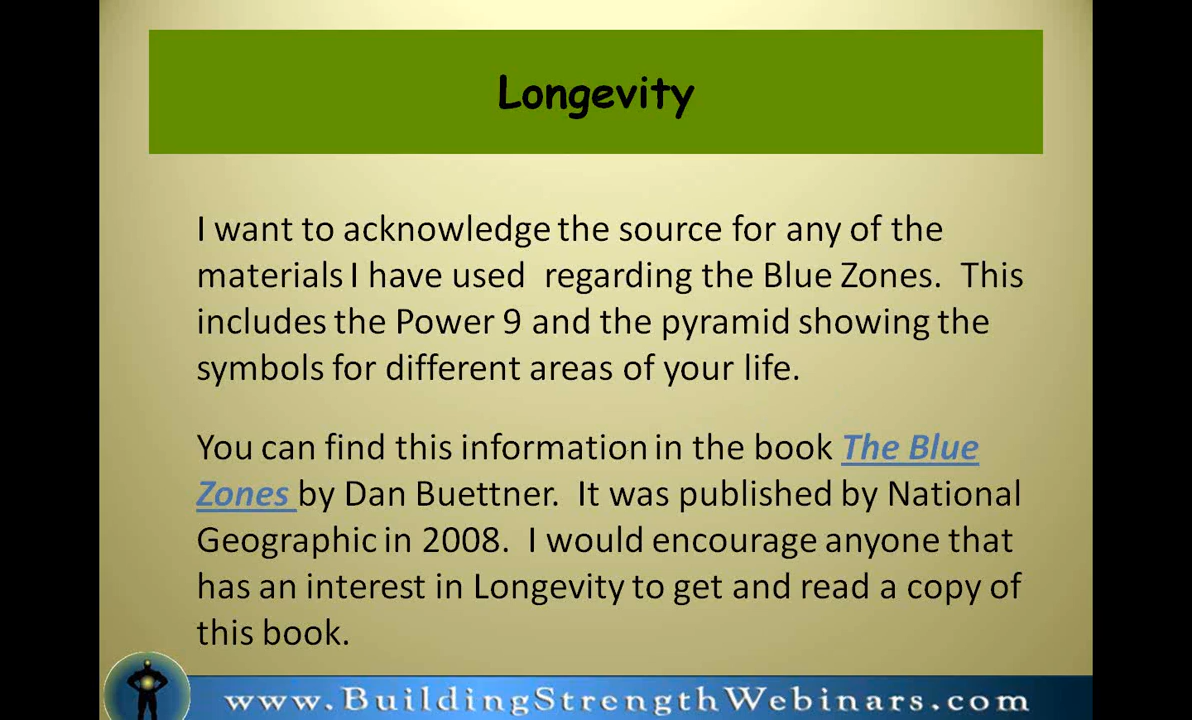 Longevity
I want to acknowledge the source for any of the
materials I have used  regarding the Blue Zones.  This
includes the Power 9 and the pyramid showing the
symbols for different areas of your life.
You can find this information in the book The Blue
Zones by Dan Buettner.  It was published by National
Geographic in 2008.  I would encourage anyone that
has an interest in Longevity to get and read a copy of
this book.
www.BuildingStrengthWebinars.com